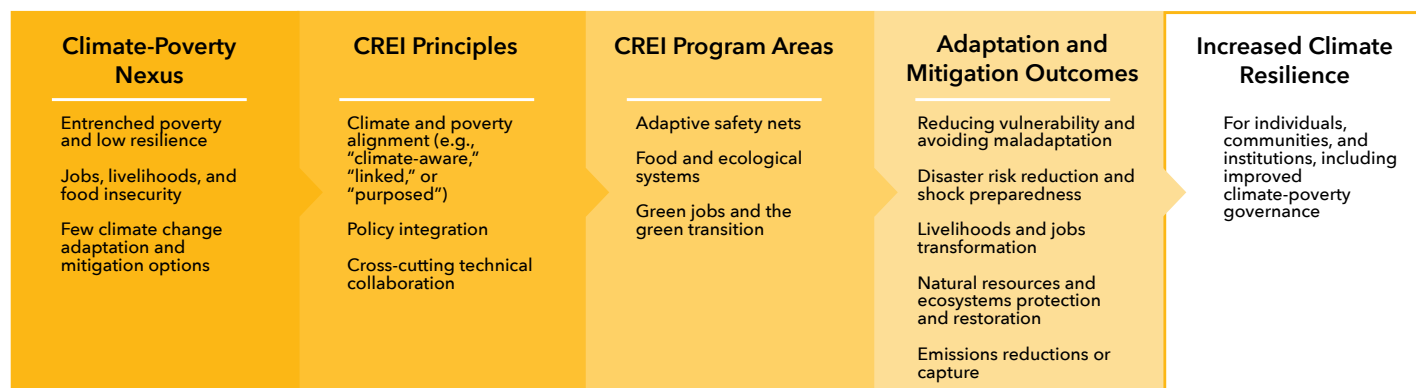 Climate-Poverty
Nexus
Entrenched poverty
and low resilience
Jobs, livelihoods, and
food insecurity
Few climate change
adaptation and
mitigation options
CREI Principles
Climate and poverty
alignment (e.g.,
“climate-aware,”
“linked,” or
“purposed”)
Policy integration
Cross-cutting technical
collaboration
CREI Program Areas
Adaptive safety nets
Food and ecological
systems
Green jobs and the
green transition
Adaptation and
Mitigation Outcomes
Reducing vulnerability and
avoiding maladaptation
Disaster risk reduction and
shock preparedness
Livelihoods and jobs
transformation
Natural resources and
ecosystems protection
and restoration
Emissions reductions or
capture
Increased Climate
Resilience
For individuals,
communities, and
institutions, including
improved
climate-poverty
governance